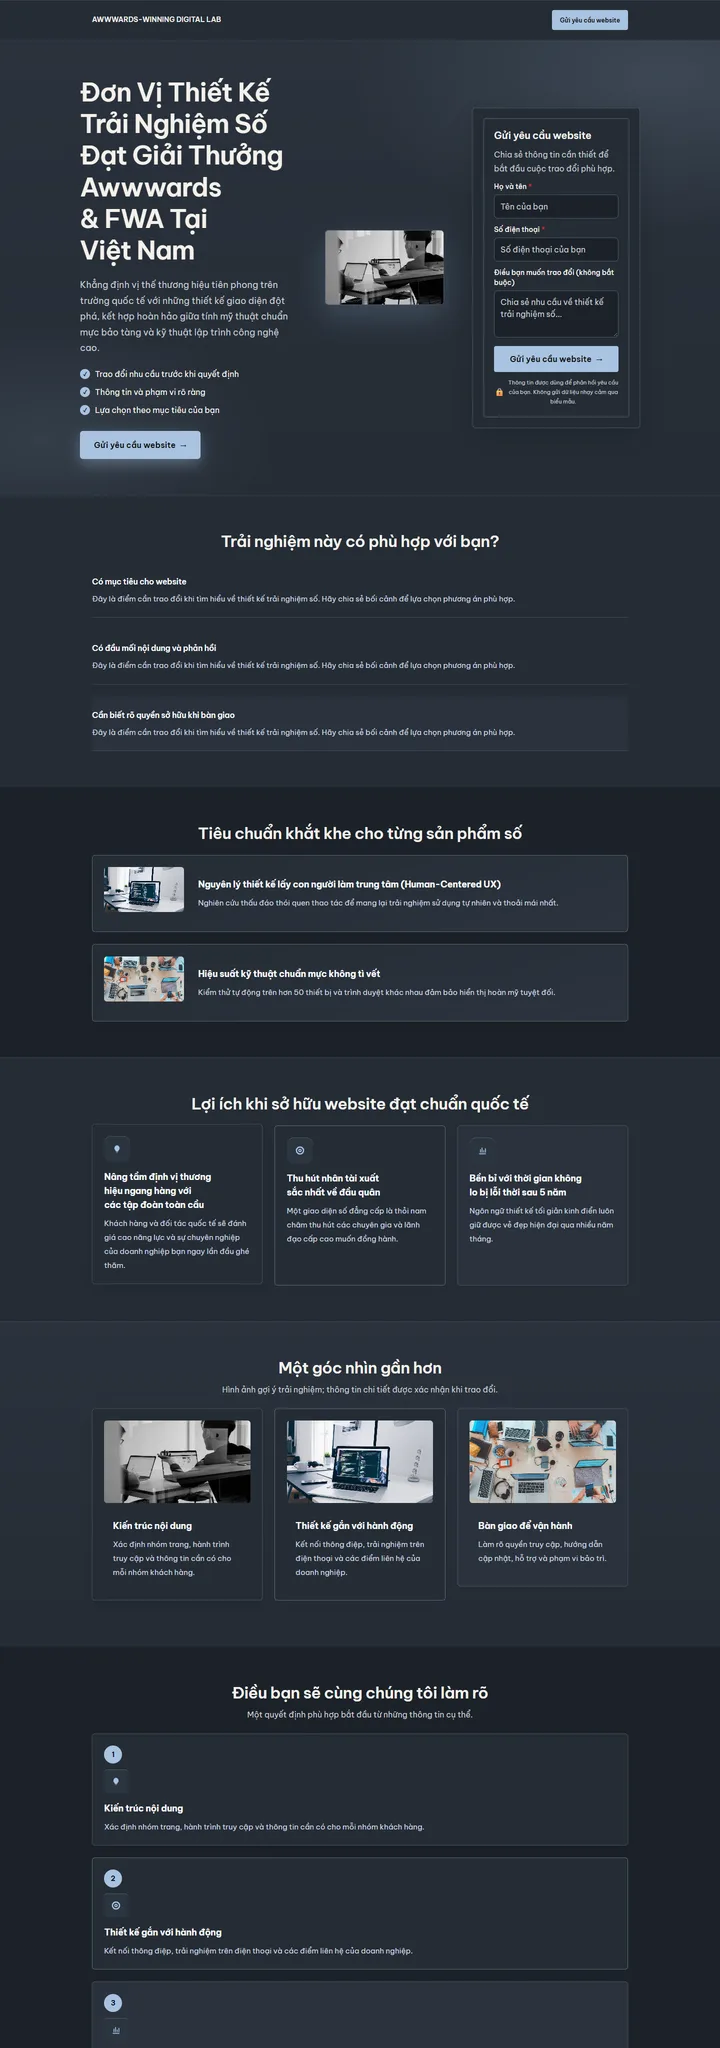 AWWWARDS-WINNING DIGITAL LAB
Gửi yêu cầu website
Đơn Vị Thiết Kế
Trải Nghiệm Số
Đạt Giải Thưởng
Awwwards
& FWA Tại
Việt Nam
Khẳng định vị thế thương hiệu tiên phong trên
trường quốc tế với những thiết kế giao diện đột
phá, kết hợp hoàn hảo giữa tính mỹ thuật chuẩn
mực bảo tàng và kỹ thuật lập trình công nghệ
cao.
✓ Trao đổi nhu cầu trước khi quyết định
✓ Thông tin và phạm vi rõ ràng
✓ Lựa chọn theo mục tiêu của bạn
Gửi yêu cầu website →
Gửi yêu cầu website
Chia sẻ thông tin cần thiết để
bắt đầu cuộc trao đổi phù hợp.
Họ và tên *
Tên của bạn
Số điện thoại *
Số điện thoại của bạn
Điều bạn muốn trao đổi (không bắt
buộc)
Chia sẻ nhu cầu về thiết kế
trải nghiệm số...
Gửi yêu cầu website →
Thông tin được dùng để phản hồi yêu cầu
của bạn. Không gửi dữ liệu nhạy cảm qua
biểu mẫu.
Trải nghiệm này có phù hợp với bạn?
Có mục tiêu cho website
Đây là điểm cần trao đổi khi tìm hiểu về thiết kế trải nghiệm số. Hãy chia sẻ bối cảnh để lựa chọn phương án phù hợp.
Có đầu mối nội dung và phản hồi
Đây là điểm cần trao đổi khi tìm hiểu về thiết kế trải nghiệm số. Hãy chia sẻ bối cảnh để lựa chọn phương án phù hợp.
Cần biết rõ quyền sở hữu khi bàn giao
Đây là điểm cần trao đổi khi tìm hiểu về thiết kế trải nghiệm số. Hãy chia sẻ bối cảnh để lựa chọn phương án phù hợp.
Tiêu chuẩn khắt khe cho từng sản phẩm số
Nguyên lý thiết kế lấy con người làm trung tâm (Human-Centered UX)
Nghiên cứu thấu đáo thói quen thao tác để mang lại trải nghiệm sử dụng tự nhiên và thoải mái nhất.
Hiệu suất kỹ thuật chuẩn mực không tì vết
Kiểm thử tự động trên hơn 50 thiết bị và trình duyệt khác nhau đảm bảo hiển thị hoàn mỹ tuyệt đối.
Lợi ích khi sở hữu website đạt chuẩn quốc tế
Nâng tầm định vị thương
hiệu ngang hàng với
các tập đoàn toàn cầu
Khách hàng và đối tác quốc tế sẽ đánh
giá cao năng lực và sự chuyên nghiệp
của doanh nghiệp bạn ngay lần đầu ghé
thăm.
Thu hút nhân tài xuất
sắc nhất về đầu quân
Một giao diện số đẳng cấp là thỏi nam
châm thu hút các chuyên gia và lãnh
đạo cấp cao muốn đồng hành.
Bền bỉ với thời gian không
lo bị lỗi thời sau 5 năm
Ngôn ngữ thiết kế tối giản kinh điển luôn
giữ được vẻ đẹp hiện đại qua nhiều năm
tháng.
Một góc nhìn gần hơn
Hình ảnh gợi ý trải nghiệm; thông tin chi tiết được xác nhận khi trao đổi.
Kiến trúc nội dung
Xác định nhóm trang, hành trình
truy cập và thông tin cần có cho
mỗi nhóm khách hàng.
Thiết kế gắn với hành động
Kết nối thông điệp, trải nghiệm trên
điện thoại và các điểm liên hệ của
doanh nghiệp.
Bàn giao để vận hành
Làm rõ quyền truy cập, hướng dẫn
cập nhật, hỗ trợ và phạm vi bảo trì.
Điều bạn sẽ cùng chúng tôi làm rõ
Một quyết định phù hợp bắt đầu từ những thông tin cụ thể.
1
Kiến trúc nội dung
Xác định nhóm trang, hành trình truy cập và thông tin cần có cho mỗi nhóm khách hàng.
2
Thiết kế gắn với hành động
Kết nối thông điệp, trải nghiệm trên điện thoại và các điểm liên hệ của doanh nghiệp.
3